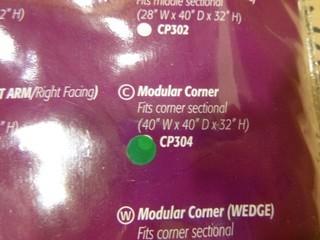 Fits middle sectional
2" H)
(28" W x 40" D x 32" H)
CP302
T ARM/Right Facing)
C Modular Corner
Fits corner sectional
"H)
(40" W x 40" D x 32" H)
CP304
W Modular Corner (WEDGE)
Fits corner sectional